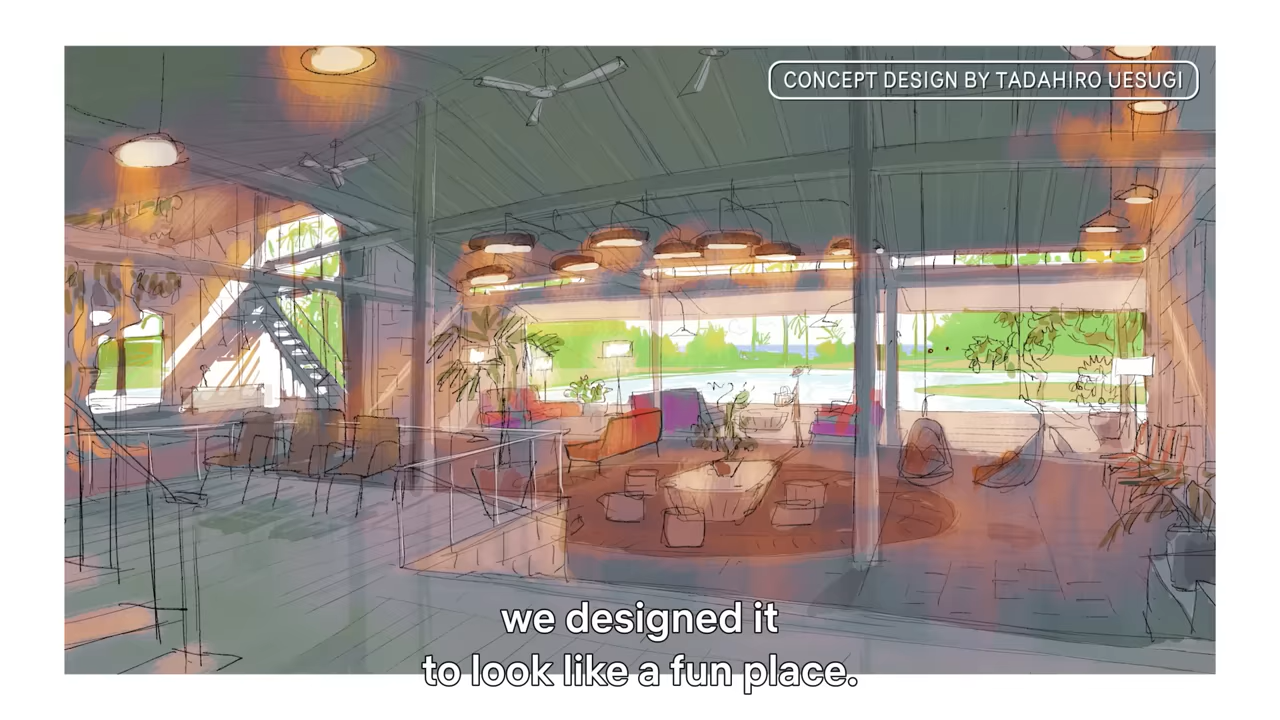 CONCEPT DESIGN BY TADAHIRO UESUGI
we designed it
to look like a fun place.